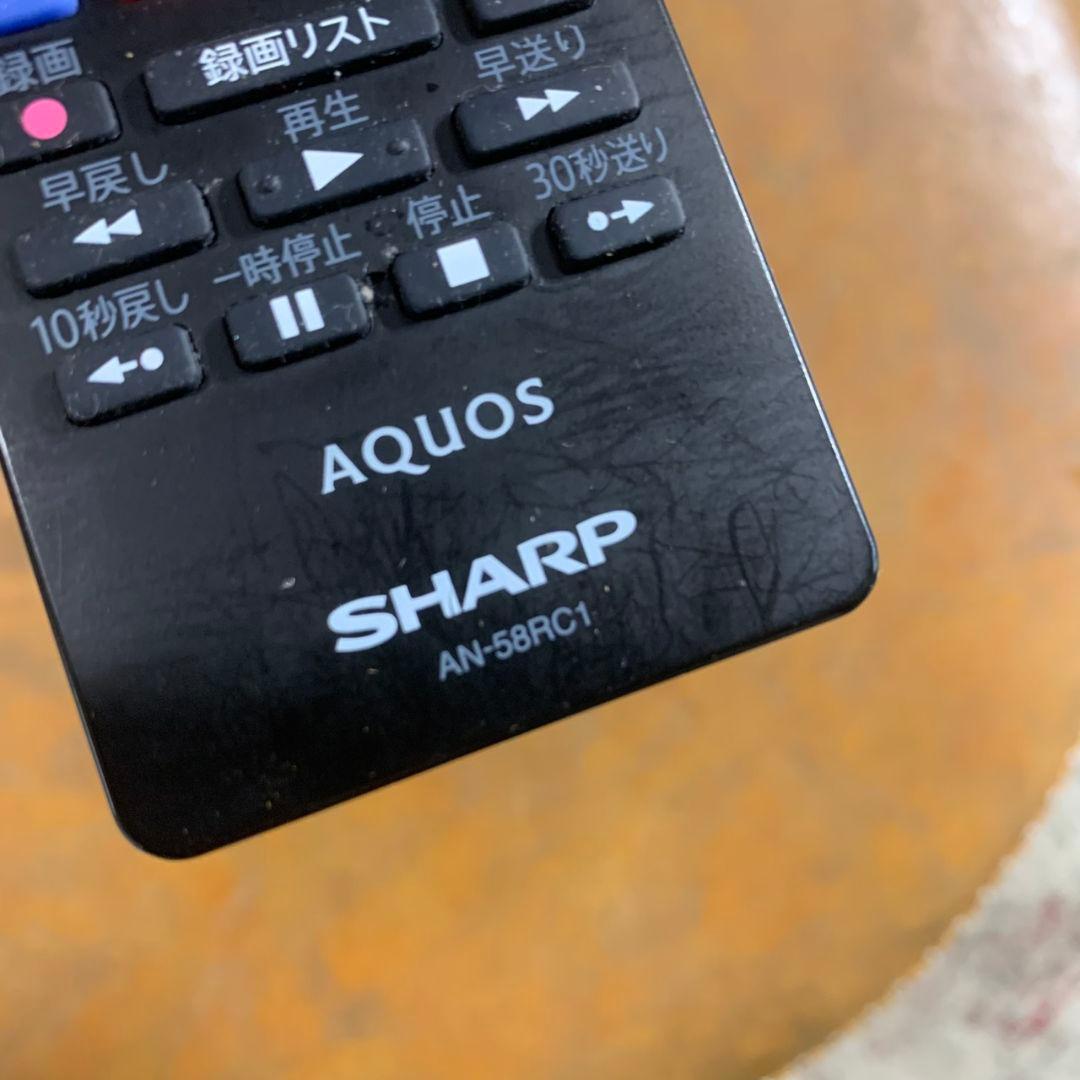 録画
録画リスト
早送り
再生
早戻し
30秒送り
停止
一時停止
10秒戻し
AQUOS
SHARP
AN-58RC1